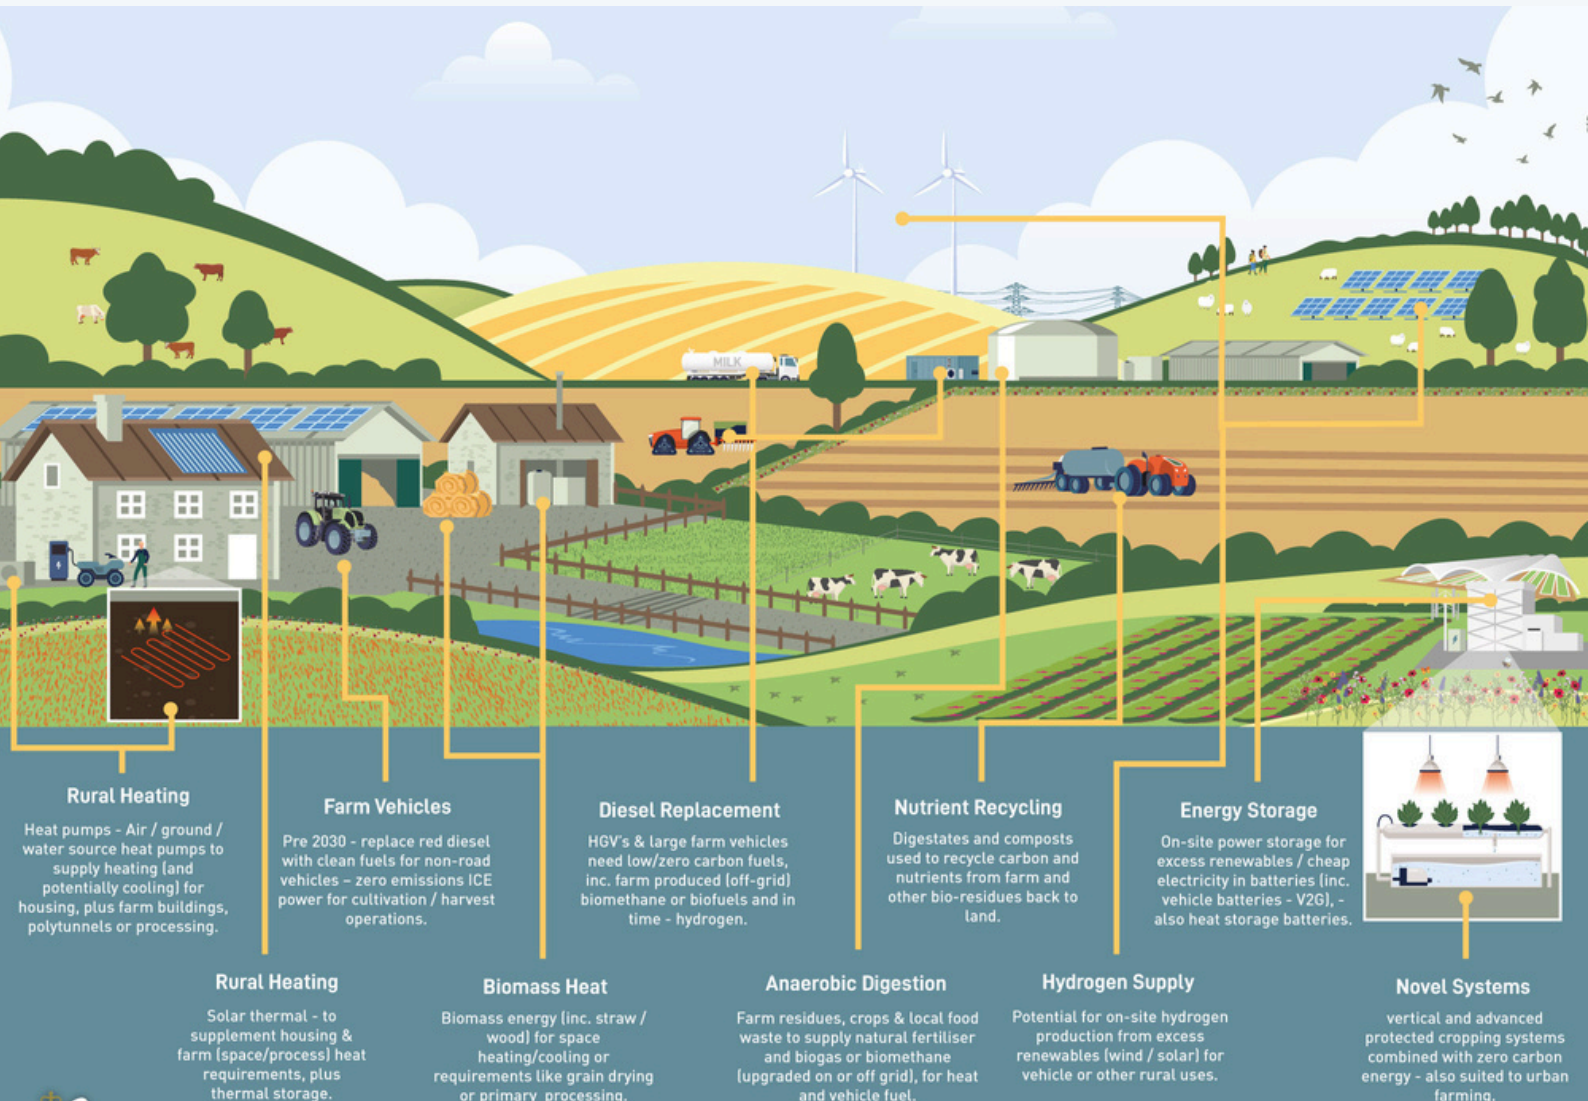 MILK
Rural Heating
Heat pumps - Air / ground /
water source heat pumps to
supply heating (and
potentially cooling) for
housing, plus farm buildings,
polytunnels or processing.
Farm Vehicles
Pre 2030 - replace red diesel
with clean fuels for non-road
vehicles – zero emissions ICE
power for cultivation / harvest
operations.
Diesel Replacement
HGV's & large farm vehicles
need low/zero carbon fuels,
inc. farm produced (off-grid)
biomethane or biofuels and in
time - hydrogen.
Nutrient Recycling
Digestates and composts
used to recycle carbon and
nutrients from farm and
other bio-residues back to
land.
Energy Storage
On-site power storage for
excess renewables / cheap
electricity in batteries (inc.
vehicle batteries - V2G), -
also heat storage batteries.
Rural Heating
Solar thermal - to
supplement housing &
farm (space/process) heat
requirements, plus
thermal storage.
Biomass Heat
Biomass energy (inc. straw /
wood) for space
heating/cooling or
requirements like grain drying
or primary processing.
Anaerobic Digestion
Farm residues, crops & local food
waste to supply natural fertiliser
and biogas or biomethane
(upgraded on or off grid), for heat
and vehicle fuel.
Hydrogen Supply
Potential for on-site hydrogen
production from excess
renewables (wind / solar) for
vehicle or other rural uses.
Novel Systems
vertical and advanced
protected cropping systems
combined with zero carbon
energy - also suited to urban
farming.